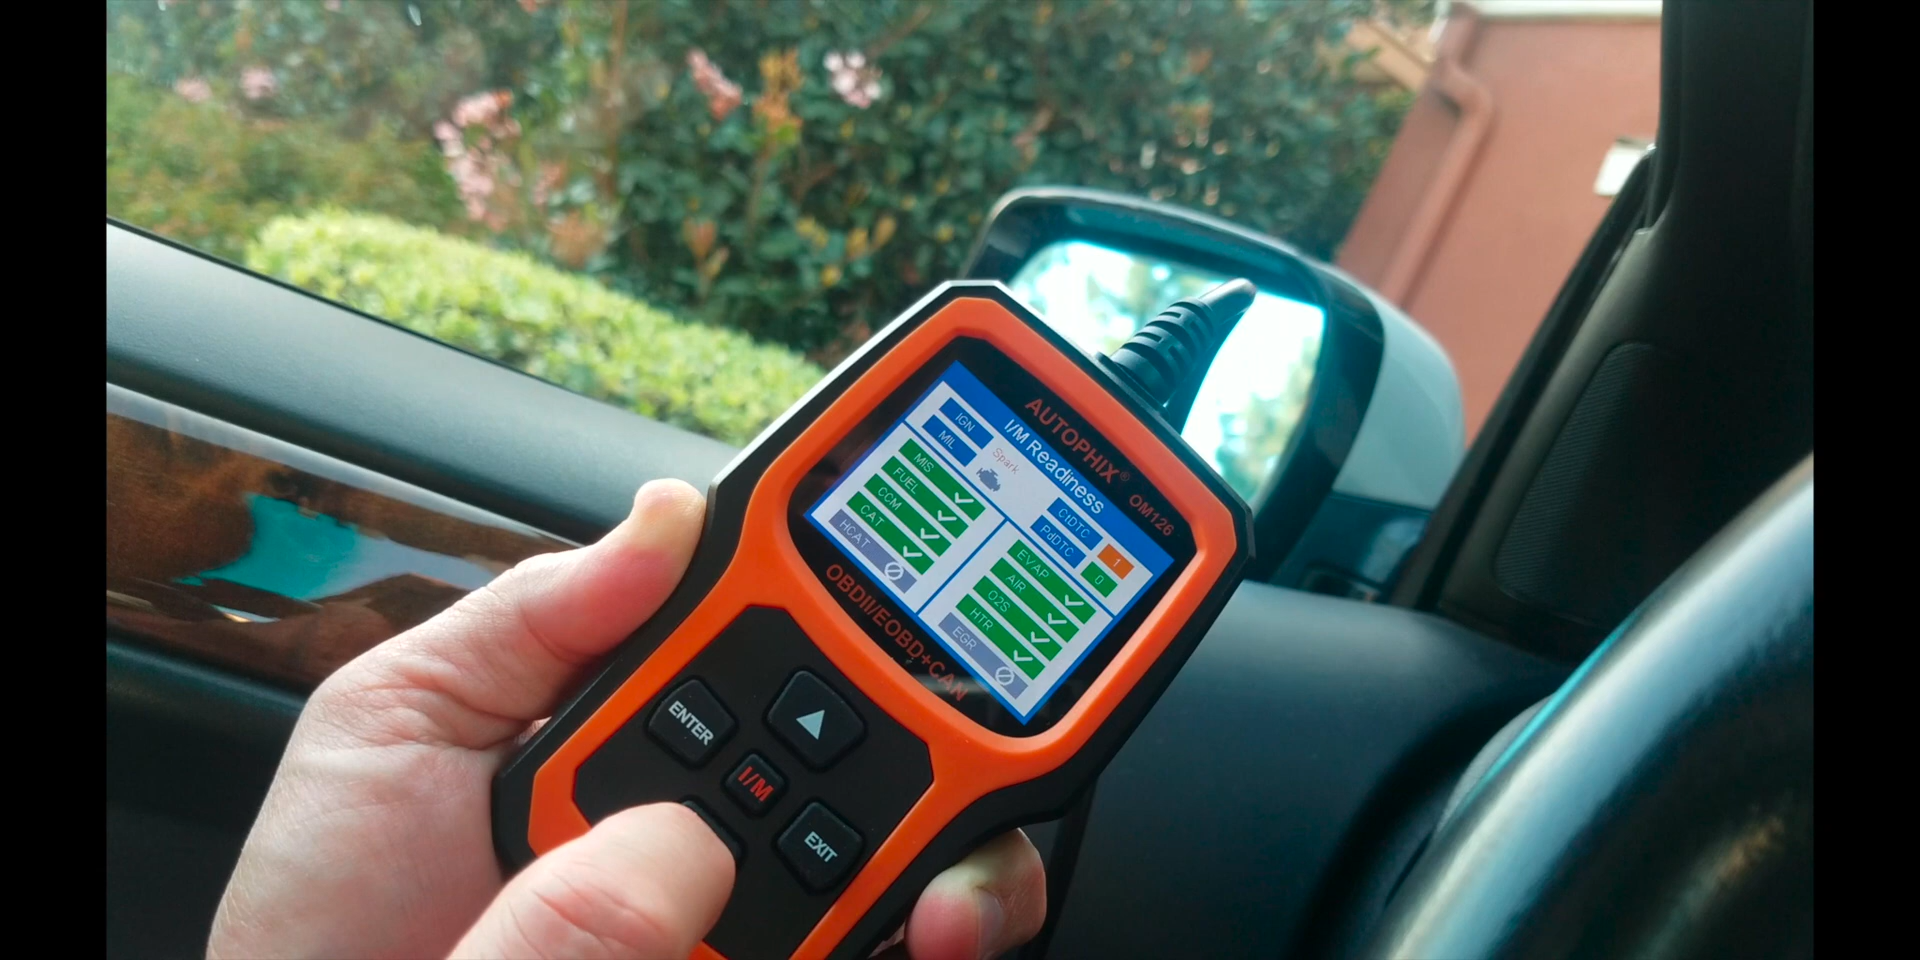 AUTOPHIX® OM126
I/M Readiness
IGN Spark
MIL
CtDTC 1
PdDTC 0
MIS
FUEL
CCM
CAT
HCAT
EVAP
AIR
O2S
HTR
EGR
OBDII/EOBD+CAN
ENTER
I/M
EXIT